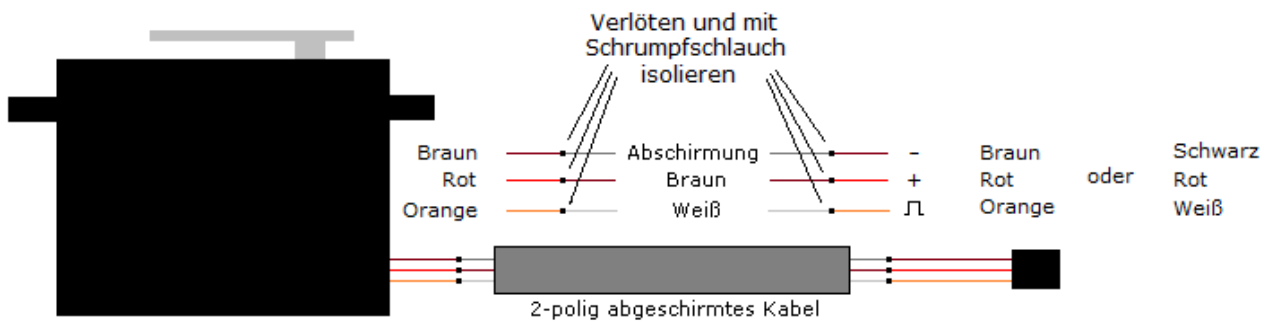 Verlöten und mit
Schrumpfschlauch
isolieren
Braun Abschirmung - Braun Schwarz
Rot Braun + Rot oder Rot
Orange Weiß Orange Weiß
2-polig abgeschirmtes Kabel